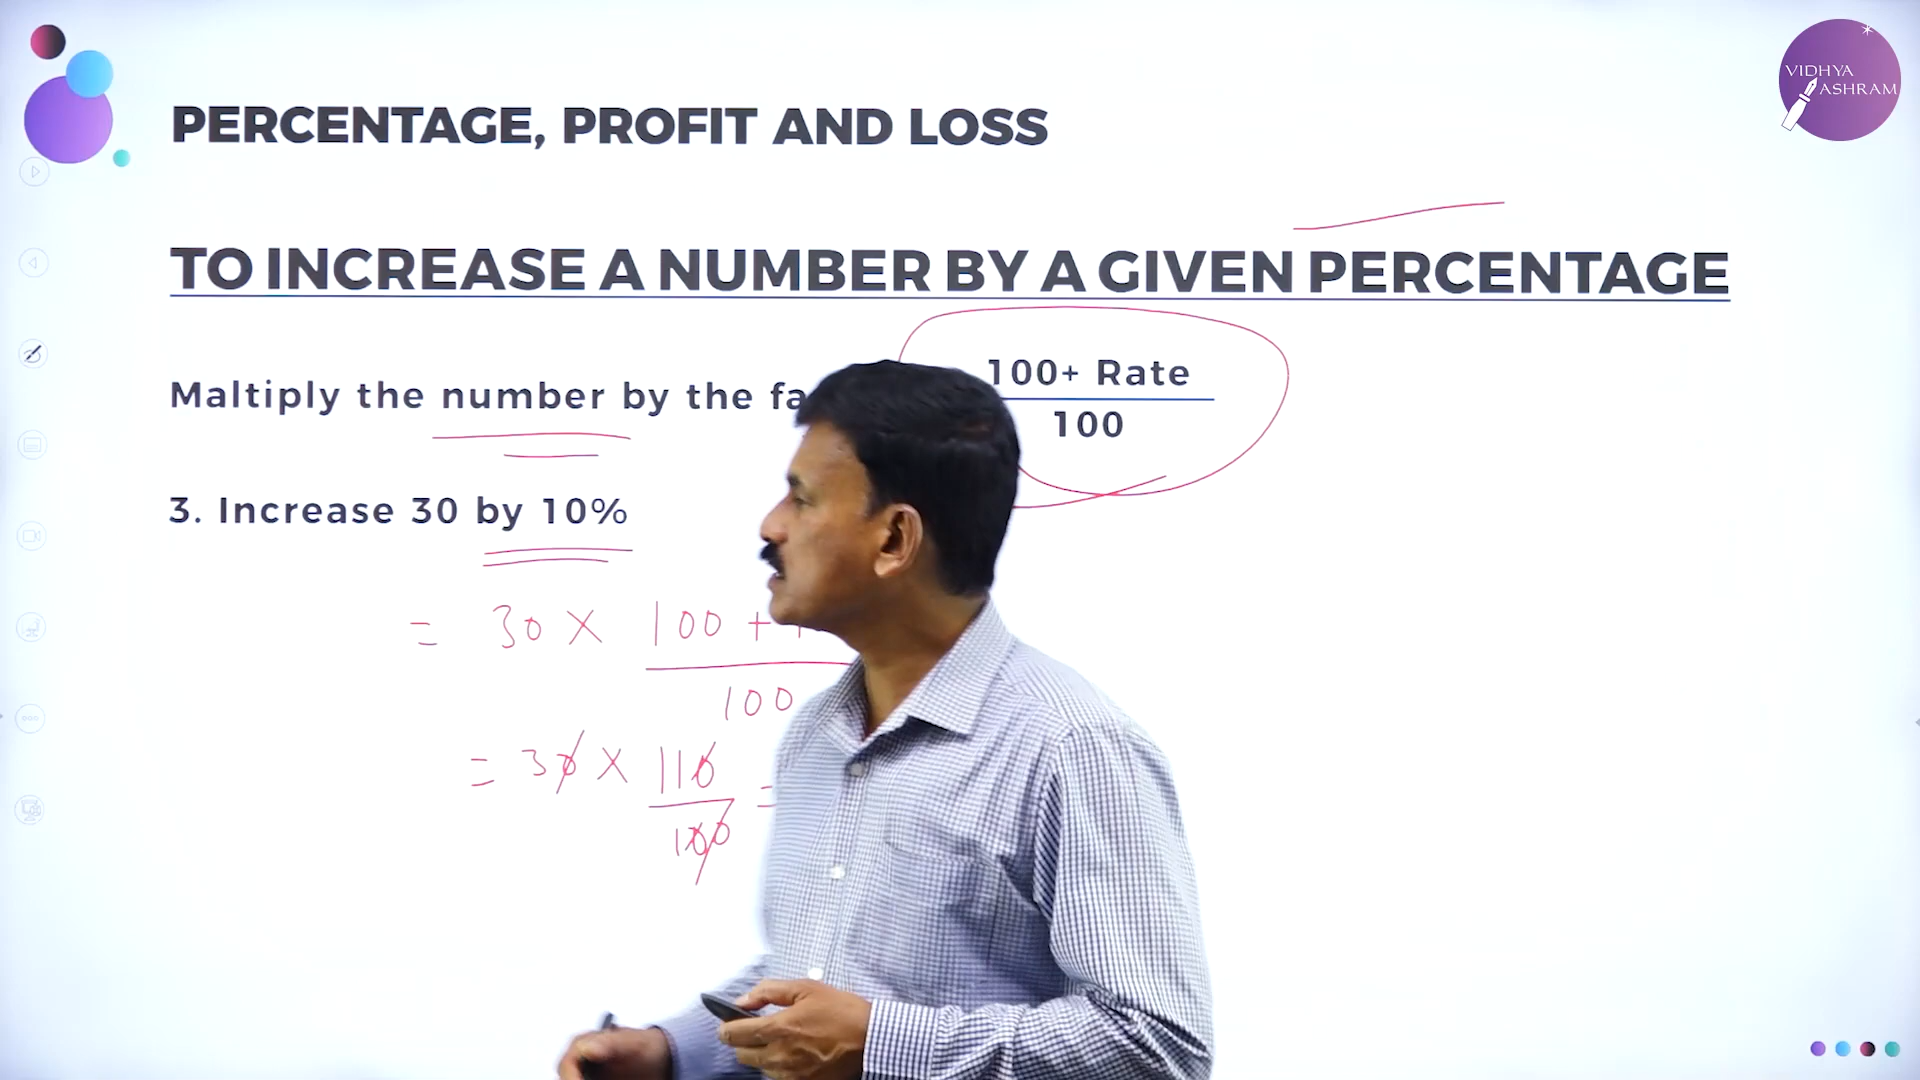 VIDHYA
ASHRAM
PERCENTAGE, PROFIT AND LOSS
TO INCREASE A NUMBER BY A GIVEN PERCENTAGE
Maltiply the number by the
100+ Rate
100
3. Increase 30 by 10%
= 30 X 100 +
100
= 30 X 110 =
100